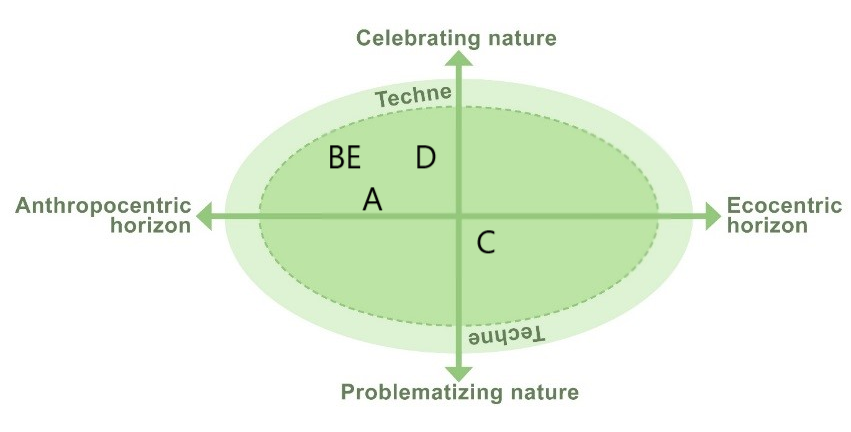 Celebrating nature
Techne
BE D
A
Anthropocentric
horizon
Ecocentric
horizon
C
Techne
Problematizing nature